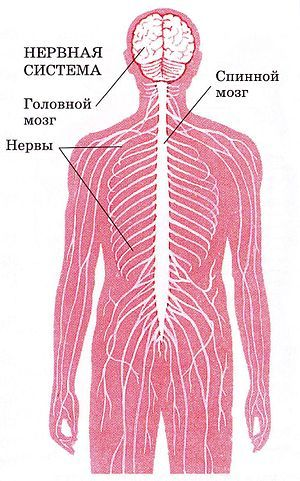 НЕРВНАЯ
СИСТЕМА
Головной
мозг
Нервы
Спинной
мозг